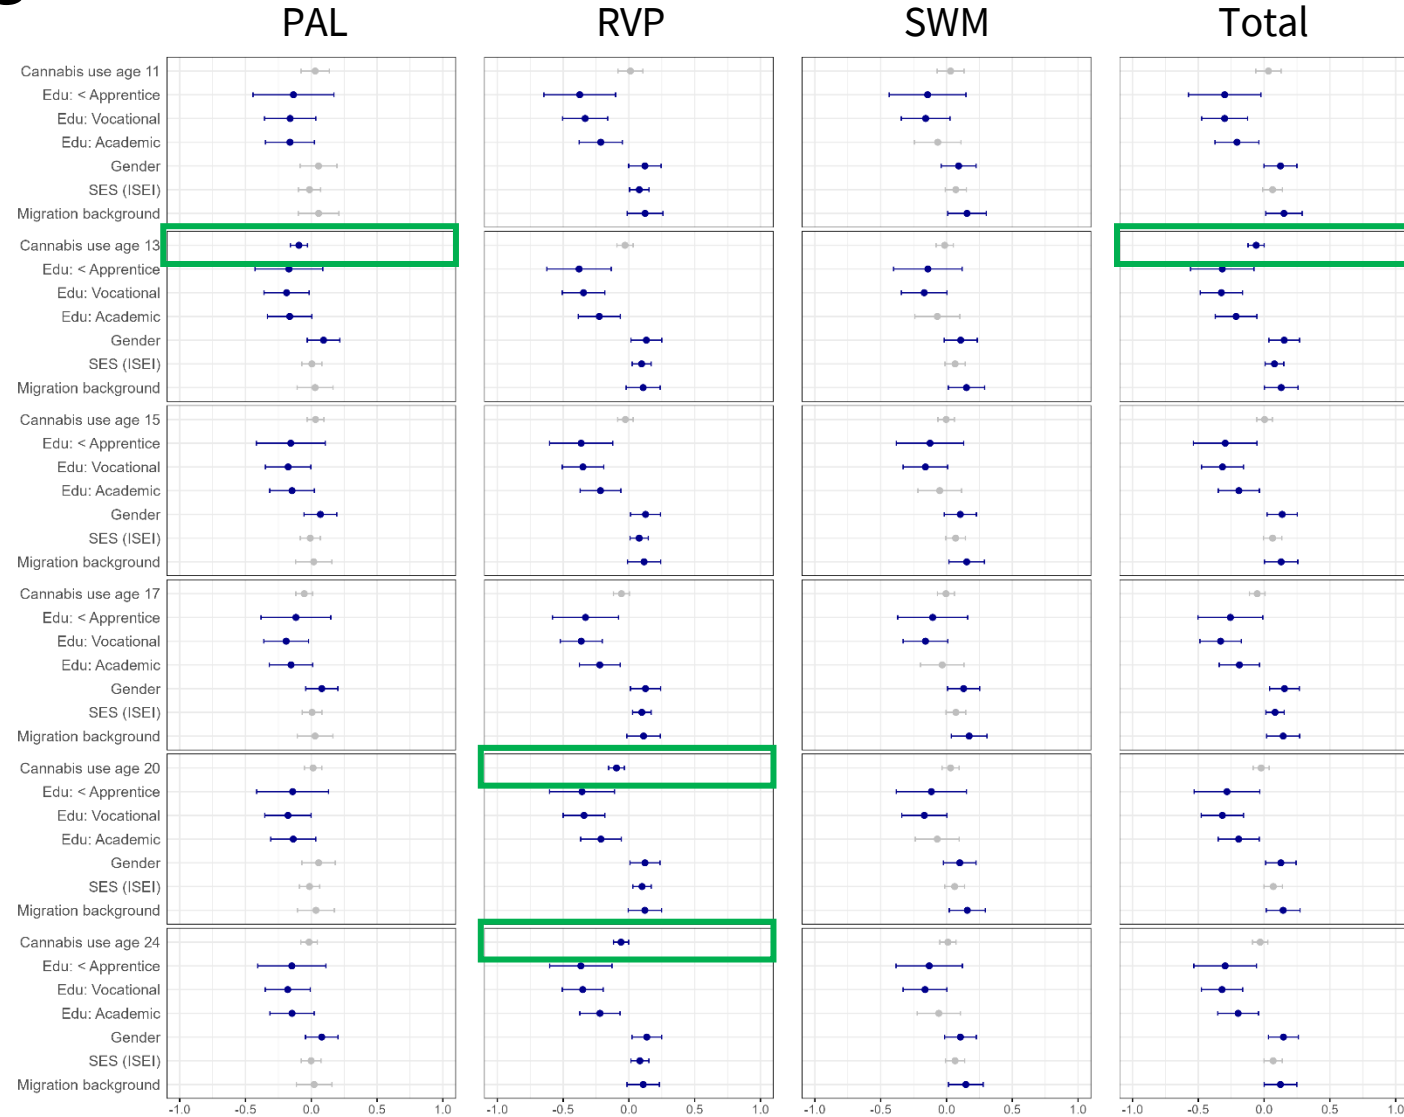 PAL RVP SWM Total
Cannabis use age 11
Edu: < Apprentice
Edu: Vocational
Edu: Academic
Gender
SES (ISEI)
Migration background
Cannabis use age 13
Edu: < Apprentice
Edu: Vocational
Edu: Academic
Gender
SES (ISEI)
Migration background
Cannabis use age 15
Edu: < Apprentice
Edu: Vocational
Edu: Academic
Gender
SES (ISEI)
Migration background
Cannabis use age 17
Edu: < Apprentice
Edu: Vocational
Edu: Academic
Gender
SES (ISEI)
Migration background
Cannabis use age 20
Edu: < Apprentice
Edu: Vocational
Edu: Academic
Gender
SES (ISEI)
Migration background
Cannabis use age 24
Edu: < Apprentice
Edu: Vocational
Edu: Academic
Gender
SES (ISEI)
Migration background
-1.0 -0.5 0.0 0.5 1.0 -1.0 -0.5 0.0 0.5 1.0 -1.0 -0.5 0.0 0.5 1.0 -1.0 -0.5 0.0 0.5 1.0